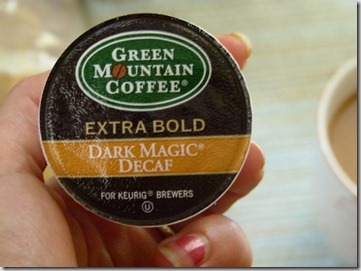 GREEN
MOUNTAIN
COFFEE®
EXTRA BOLD
DARK MAGIC®
DECAF
FOR KEURIG® BREWERS
U